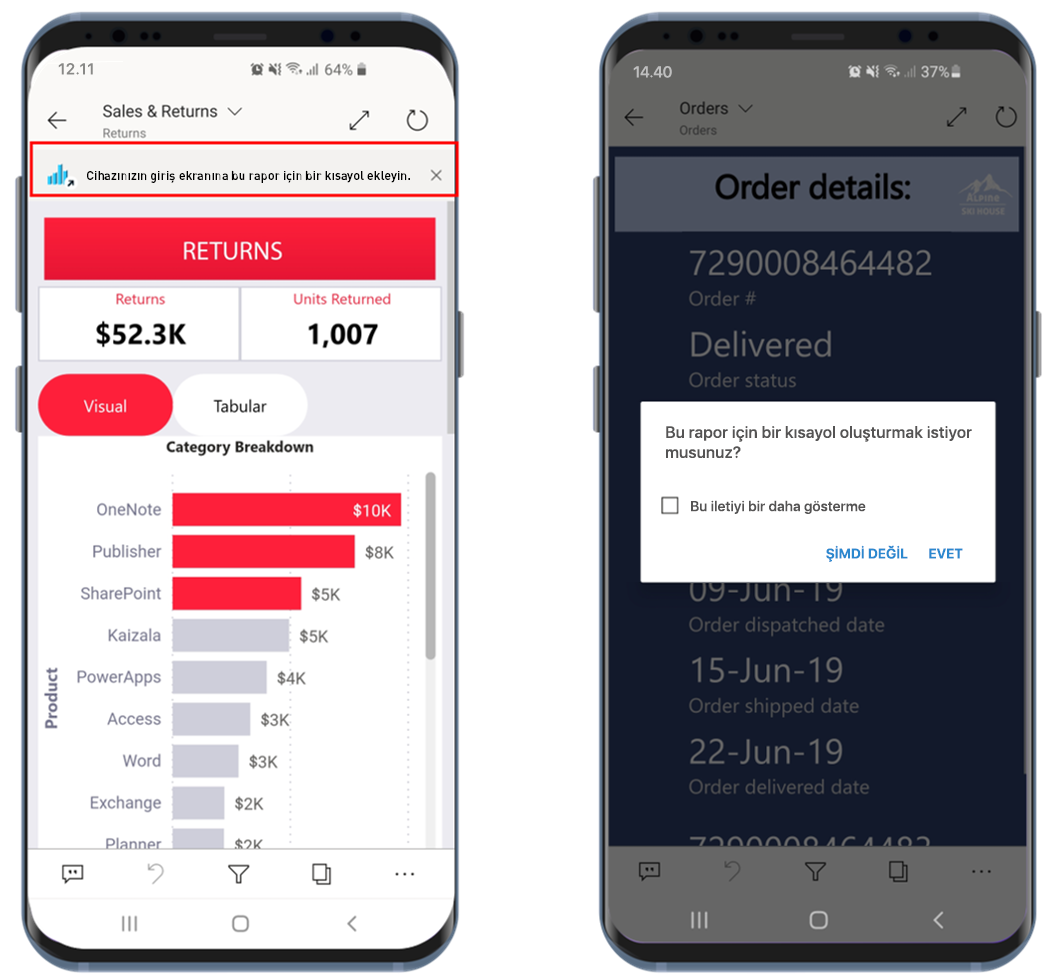 12.11
64%
Sales & Returns
Returns
Cihazınızın giriş ekranına bu rapor için bir kısayol ekleyin.
RETURNS
Returns
Units Returned
$52.3K
1,007
Visual
Tabular
Category Breakdown
Product
OneNote
$10K
Publisher
$8K
SharePoint
$5K
Kaizala
$5K
PowerApps
$4K
Access
$3K
Word
$3K
Exchange
$2K
Planner
$2K
14.40
37%
Orders
Orders
Order details:
ALPINE
SKI HOUSE
7290008464482
Order #
Delivered
Order status
Bu rapor için bir kısayol oluşturmak istiyor
musunuz?
Bu iletiyi bir daha gösterme
ŞİMDİ DEĞİL
EVET
09-Jun-19
Order dispatched date
15-Jun-19
Order shipped date
22-Jun-19
Order delivered date
7290008464482